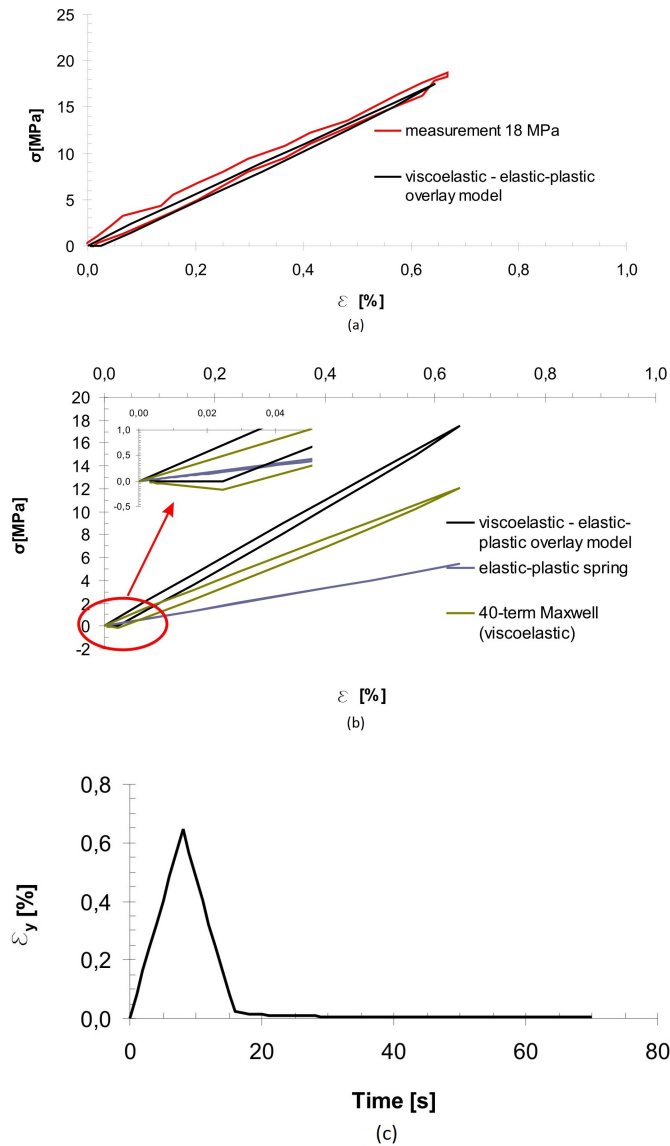 25
20
15
10
5
0
σ[MPa]
measurement 18 MPa
viscoelastic - elastic-plastic
overlay model
0,0 0,2 0,4 0,6 0,8 1,0
ε [%]
(a)
0,0 0,2 0,4 0,6 0,8 1,0
20
18
16
14
12
10
8
6
4
2
0
-2
σ[MPa]
0,00 0,02 0,04
1,0
0,5
0,0
-0,5
viscoelastic - elastic-
plastic overlay model
elastic-plastic spring
40-term Maxwell
(viscoelastic)
ε [%]
(b)
0,8
0,6
0,4
0,2
0,0
εy [%]
0 20 40 60 80
Time [s]
(c)